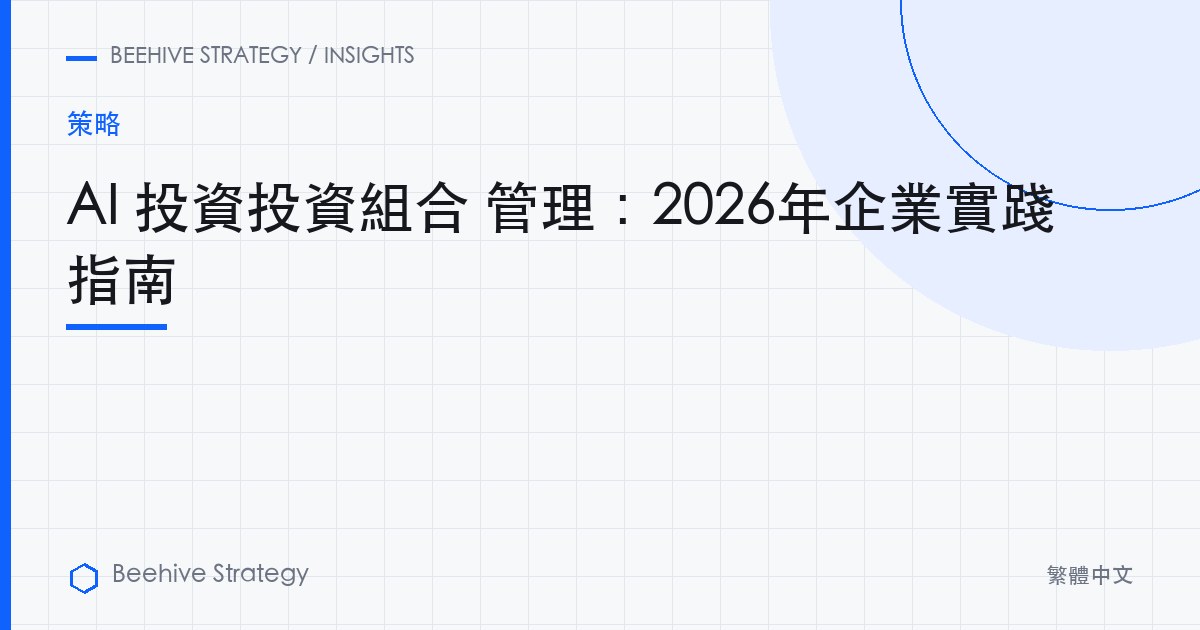 BEEHIVE STRATEGY / INSIGHTS
策略
AI 投資投資組合 管理：2026年企業實踐
指南
Beehive Strategy
繁體中文